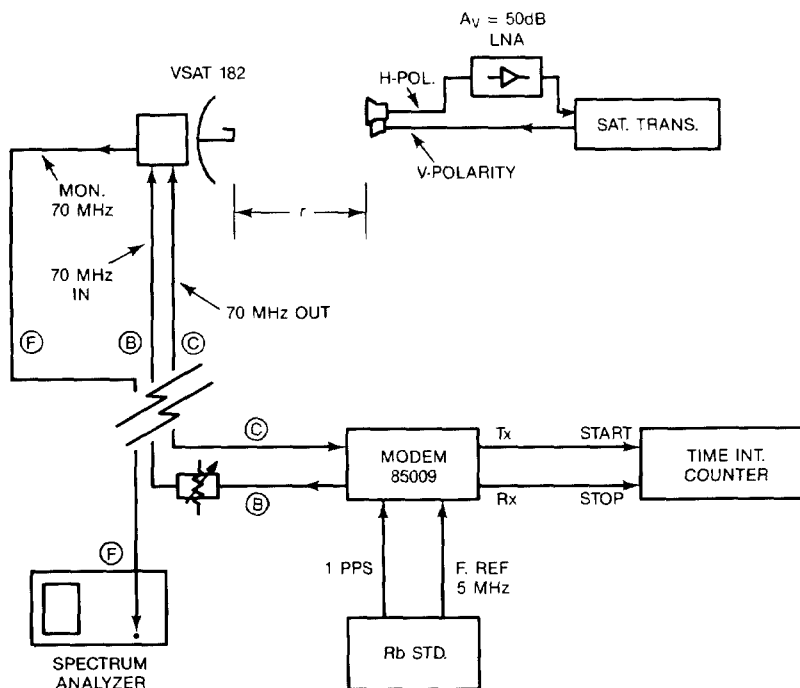 A_V = 50dB
LNA
VSAT 182
H-POL.
SAT. TRANS.
V-POLARITY
MON.
70 MHz
r
70 MHz
IN
70 MHz OUT
F
B
C
C
Tx
START
MODEM
85009
TIME INT.
COUNTER
Rx
STOP
B
F
1 PPS
F. REF
5 MHz
Rb STD.
SPECTRUM
ANALYZER